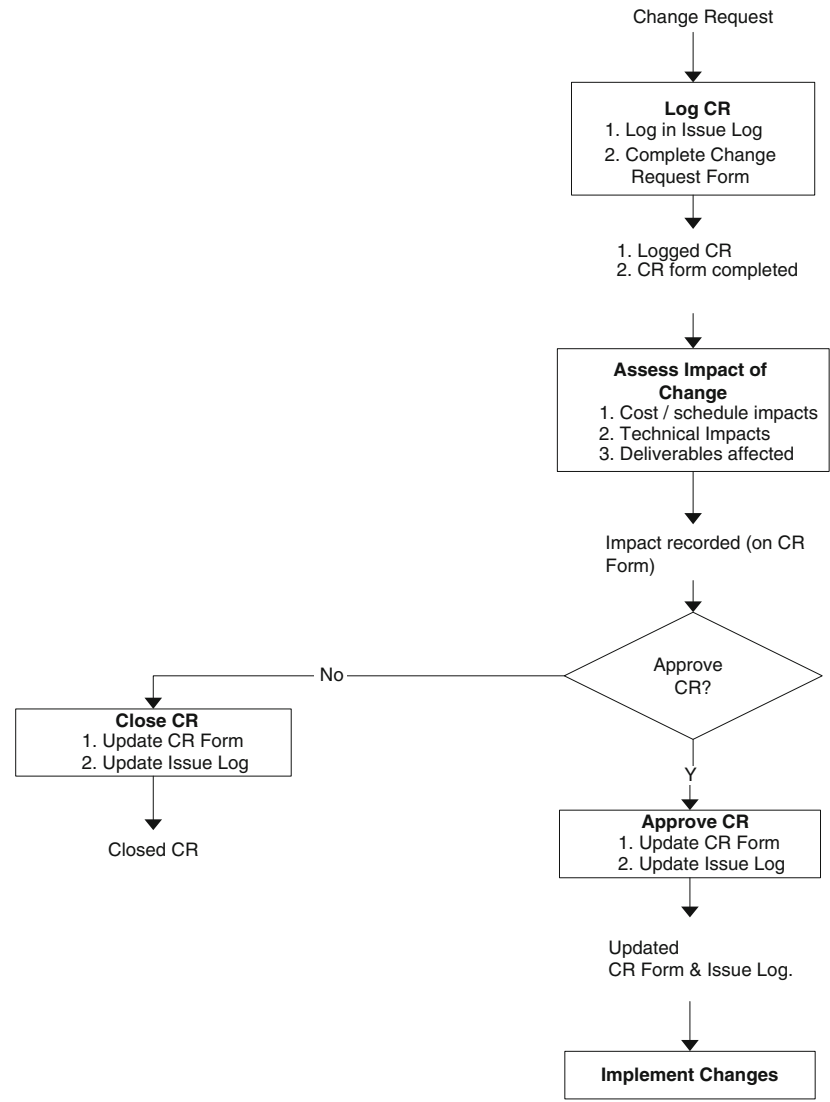 Change Request
Log CR
1. Log in Issue Log
2. Complete Change
Request Form
1. Logged CR
2. CR form completed
Assess Impact of
Change
1. Cost / schedule impacts
2. Technical Impacts
3. Deliverables affected
Impact recorded (on CR
Form)
Approve
CR?
No
Close CR
1. Update CR Form
2. Update Issue Log
Closed CR
Y
Approve CR
1. Update CR Form
2. Update Issue Log
Updated
CR Form & Issue Log.
Implement Changes